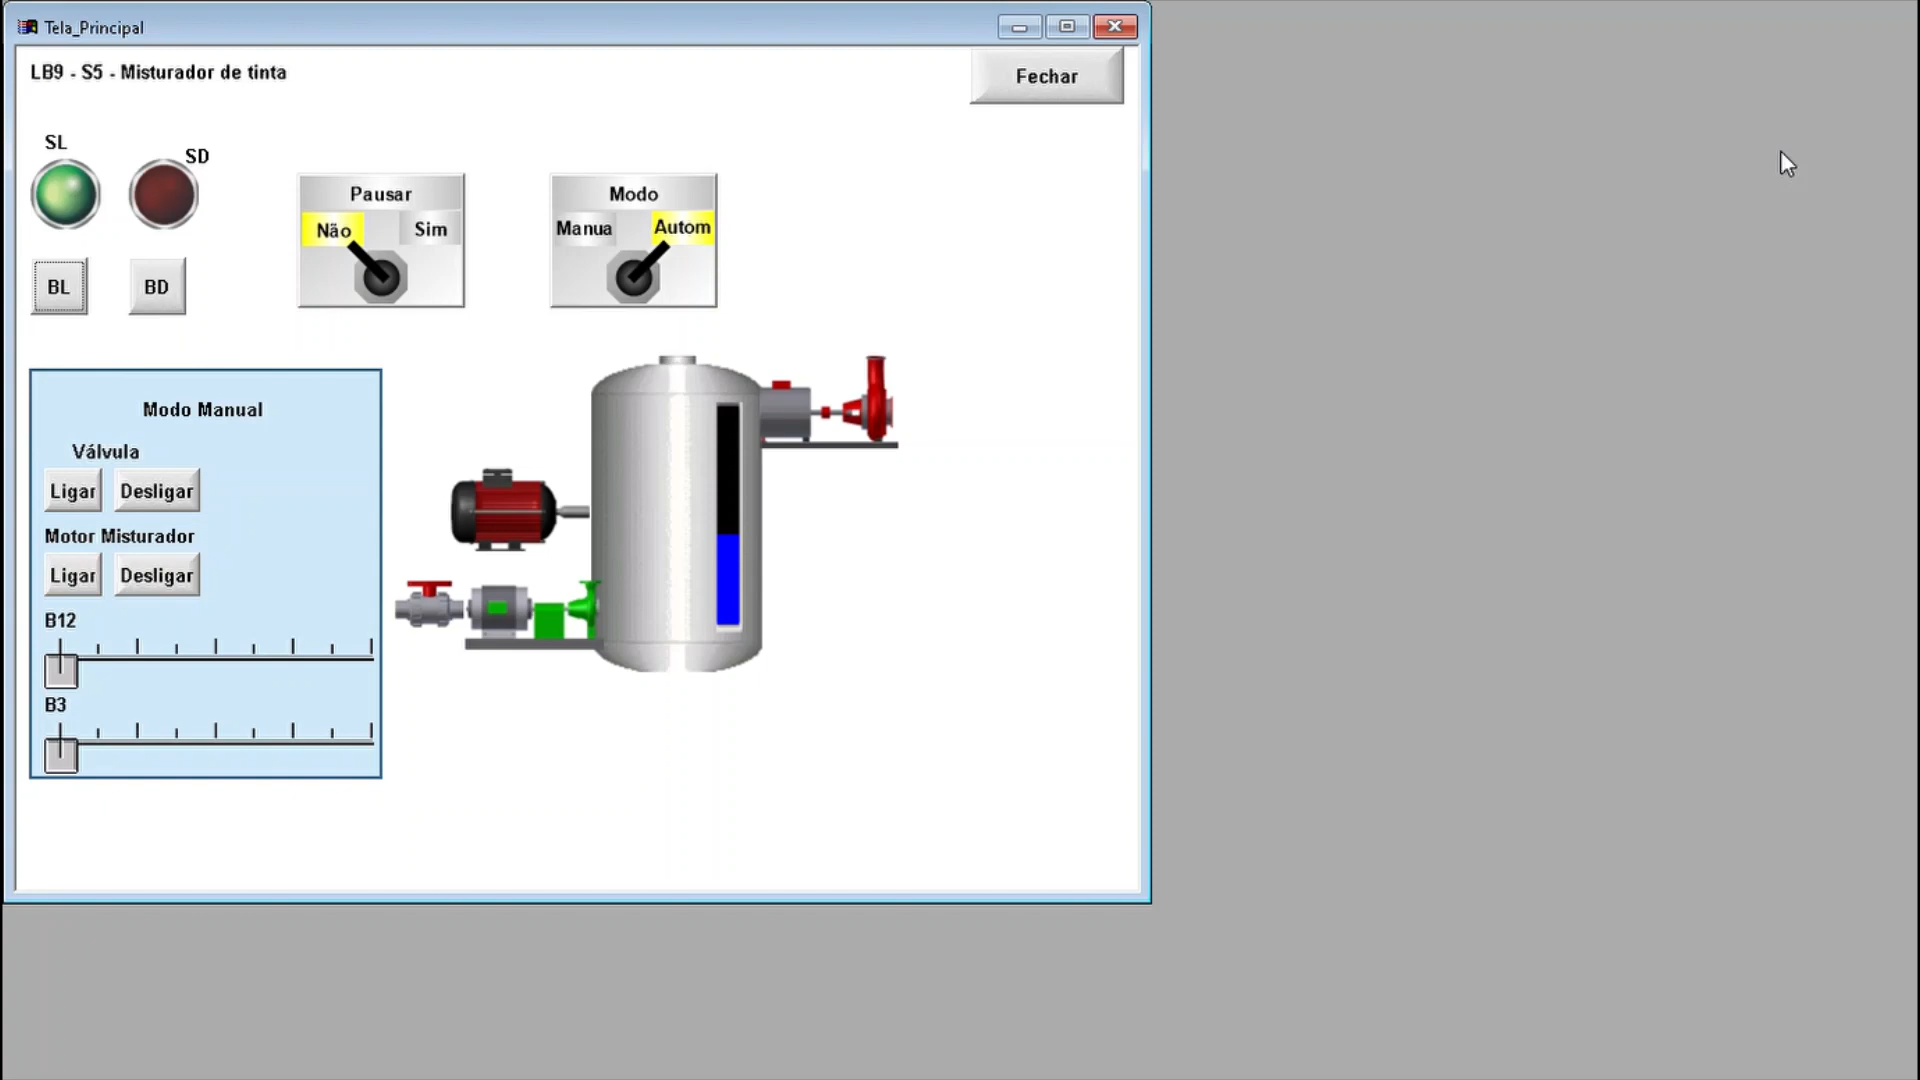 Tela_Principal
LB9 - S5 - Misturador de tinta
Fechar
SL
SD
Pausar
Não
Sim
Modo
Manua
Autom
BL
BD
Modo Manual
Válvula
Ligar
Desligar
Motor Misturador
Ligar
Desligar
B12
B3